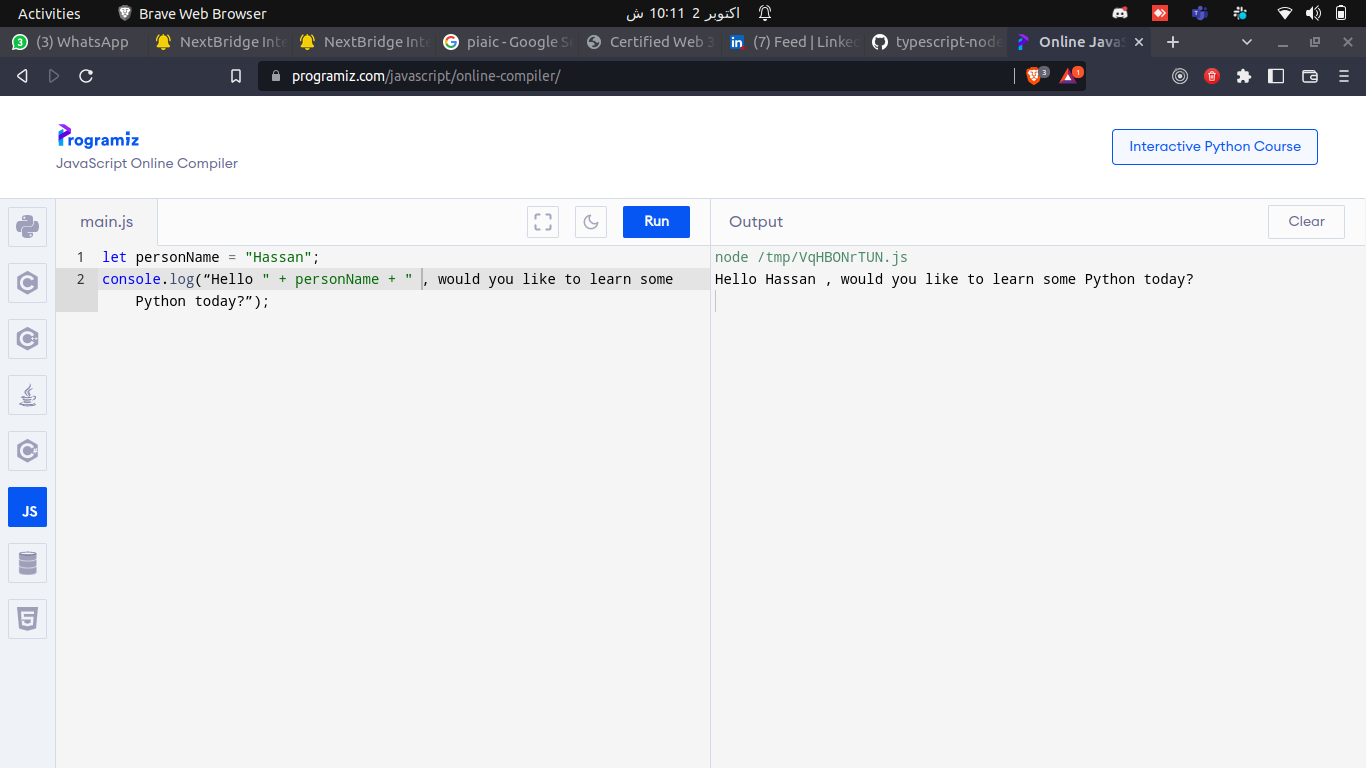 Activities
Brave Web Browser
اکتوبر 2 10:11 ش
(3) WhatsApp
NextBridge Inte
NextBridge Inte
piaic - Google Se
Certified Web 3
(7) Feed | Linke
typescript-node
Online JavaS
programiz.com/javascript/online-compiler/
3
1
Programiz
JavaScript Online Compiler
Interactive Python Course
main.js
Run
Output
Clear
1 let personName = "Hassan";
2 console.log(“Hello " + personName + " , would you like to learn some
Python today?”);
node /tmp/VqHBONrTUN.js
Hello Hassan , would you like to learn some Python today?
JS